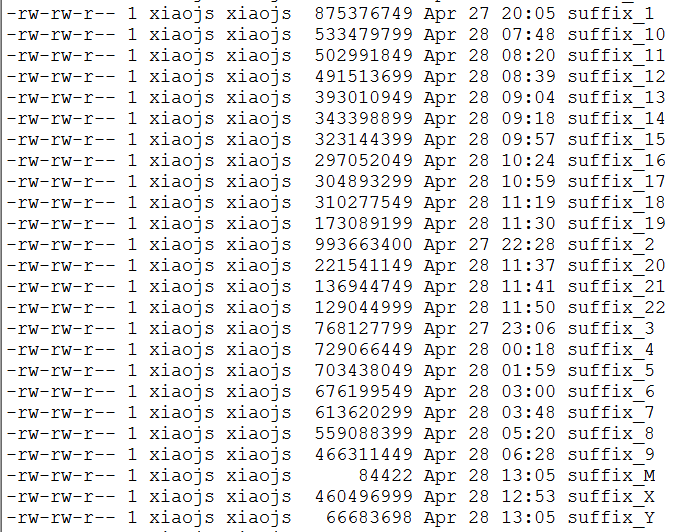 -rw-rw-r-- 1 xiaojs xiaojs  875376749 Apr 27 20:05 suffix_1
-rw-rw-r-- 1 xiaojs xiaojs  533479799 Apr 28 07:48 suffix_10
-rw-rw-r-- 1 xiaojs xiaojs  502991849 Apr 28 08:20 suffix_11
-rw-rw-r-- 1 xiaojs xiaojs  491513699 Apr 28 08:39 suffix_12
-rw-rw-r-- 1 xiaojs xiaojs  393010949 Apr 28 09:04 suffix_13
-rw-rw-r-- 1 xiaojs xiaojs  343398899 Apr 28 09:18 suffix_14
-rw-rw-r-- 1 xiaojs xiaojs  323144399 Apr 28 09:57 suffix_15
-rw-rw-r-- 1 xiaojs xiaojs  297052049 Apr 28 10:24 suffix_16
-rw-rw-r-- 1 xiaojs xiaojs  304893299 Apr 28 10:59 suffix_17
-rw-rw-r-- 1 xiaojs xiaojs  310277549 Apr 28 11:19 suffix_18
-rw-rw-r-- 1 xiaojs xiaojs  173089199 Apr 28 11:30 suffix_19
-rw-rw-r-- 1 xiaojs xiaojs  993663400 Apr 27 22:28 suffix_2
-rw-rw-r-- 1 xiaojs xiaojs  221541149 Apr 28 11:37 suffix_20
-rw-rw-r-- 1 xiaojs xiaojs  136944749 Apr 28 11:41 suffix_21
-rw-rw-r-- 1 xiaojs xiaojs  129044999 Apr 28 11:50 suffix_22
-rw-rw-r-- 1 xiaojs xiaojs  768127799 Apr 27 23:06 suffix_3
-rw-rw-r-- 1 xiaojs xiaojs  729066449 Apr 28 00:18 suffix_4
-rw-rw-r-- 1 xiaojs xiaojs  703438049 Apr 28 01:59 suffix_5
-rw-rw-r-- 1 xiaojs xiaojs  676199549 Apr 28 03:00 suffix_6
-rw-rw-r-- 1 xiaojs xiaojs  613620299 Apr 28 03:48 suffix_7
-rw-rw-r-- 1 xiaojs xiaojs  559088399 Apr 28 05:20 suffix_8
-rw-rw-r-- 1 xiaojs xiaojs  466311449 Apr 28 06:28 suffix_9
-rw-rw-r-- 1 xiaojs xiaojs      84422 Apr 28 13:05 suffix_M
-rw-rw-r-- 1 xiaojs xiaojs  460496999 Apr 28 12:53 suffix_X
-rw-rw-r-- 1 xiaojs xiaojs   66683698 Apr 28 13:05 suffix_Y